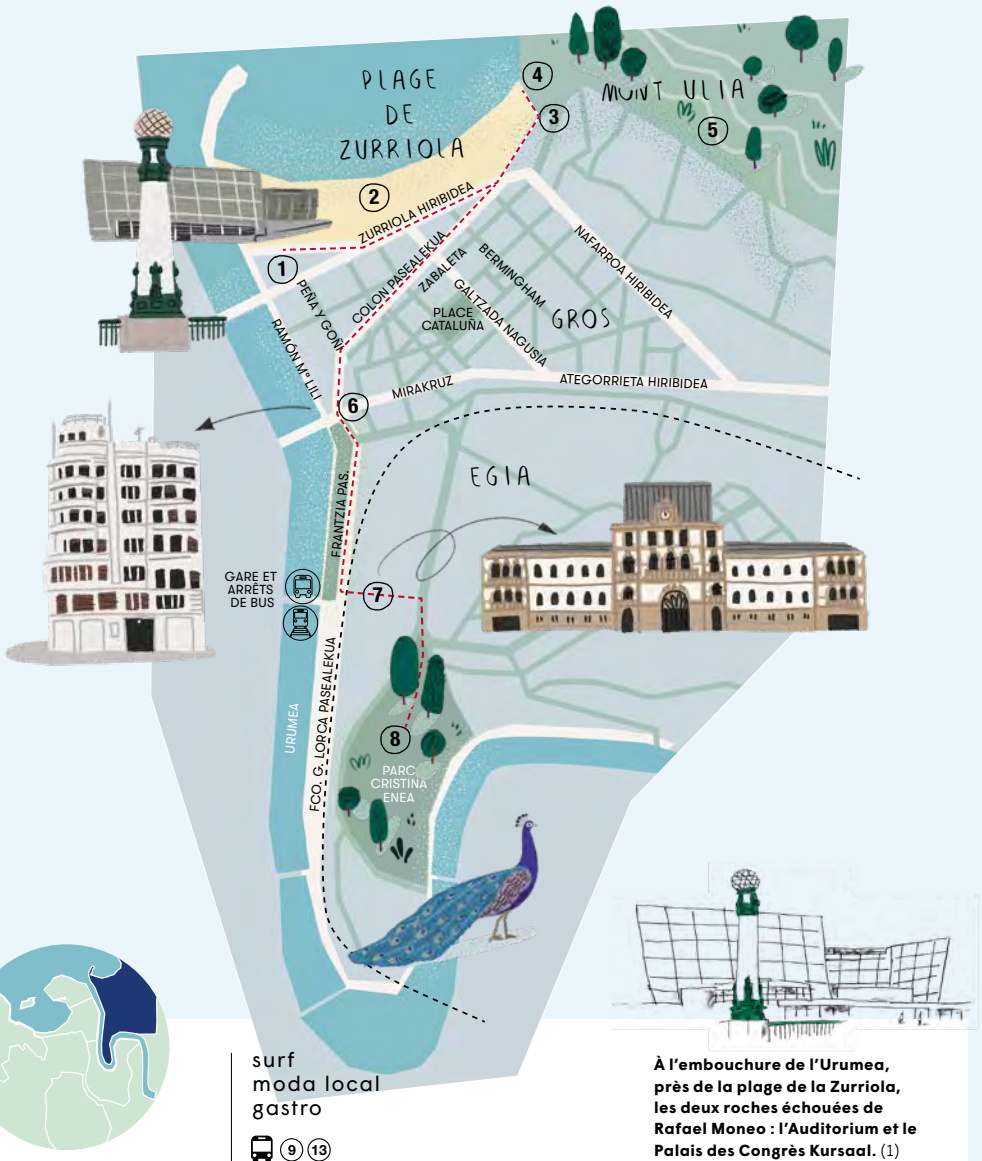 PLAGE
DE
ZURRIOLA
4
MONT ULIA
3
5
2
ZURRIOLA HIRIBIDEA
1
PEÑA Y GOÑI
COLON PASEALEKUA
ZABALETA
BERMINGHAM
NAFARROA HIRIBIDEA
PLACE
CATALUÑA
GALTZADA NAGUSIA
GROS
RAMÓN Mª LILI
MIRAKRUZ
ATEGORRIETA HIRIBIDEA
6
EGIA
FRANTZIA PAS.
GARE ET
ARRÊTS
DE BUS
7
URUMEA
FCO. G. LORCA PASEALEKUA
8
PARC
CRISTINA
ENEA
surf
moda local
gastro
9 13
À l’embouchure de l’Urumea,
près de la plage de la Zurriola,
les deux roches échouées de
Rafael Moneo : l’Auditorium et le
Palais des Congrès Kursaal. (1)